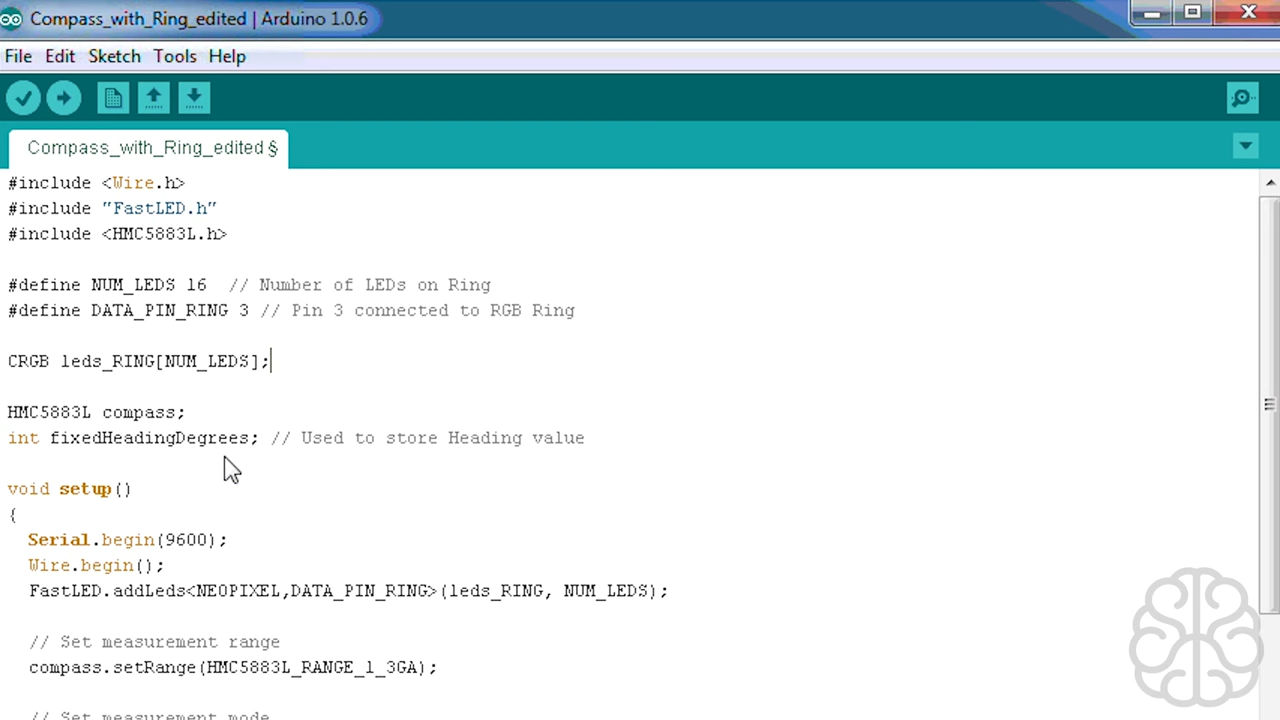 Compass_with_Ring_edited | Arduino 1.0.6
File Edit Sketch Tools Help
Compass_with_Ring_edited §
#include <Wire.h>
#include "FastLED.h"
#include <HMC5883L.h>
#define NUM_LEDS 16  // Number of LEDs on Ring
#define DATA_PIN_RING 3 // Pin 3 connected to RGB Ring
CRGB leds_RING[NUM_LEDS];
HMC5883L compass;
int fixedHeadingDegrees; // Used to store Heading value
void setup()
{
  Serial.begin(9600);
  Wire.begin();
  FastLED.addLeds<NEOPIXEL,DATA_PIN_RING>(leds_RING, NUM_LEDS);
  // Set measurement range
  compass.setRange(HMC5883L_RANGE_1_3GA);
  // Set measurement mode